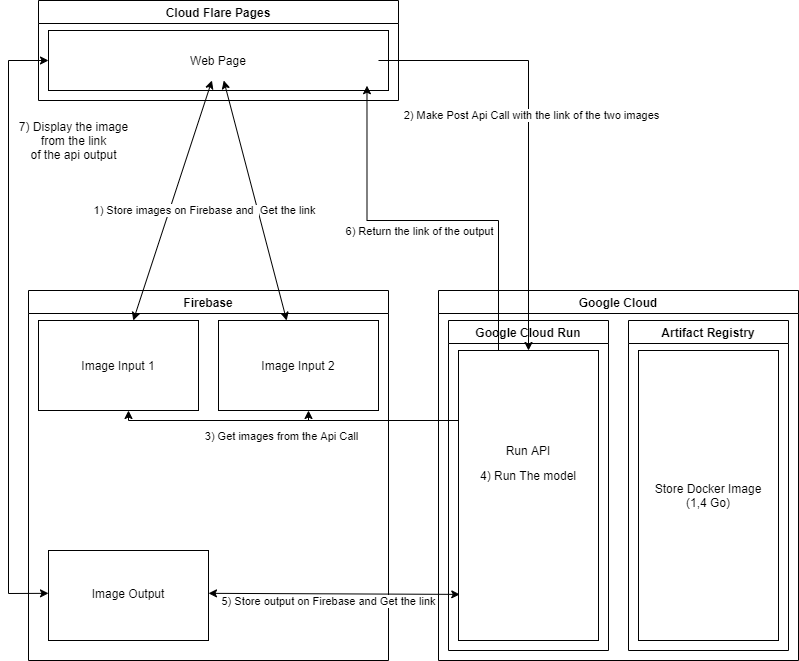 Cloud Flare Pages
Web Page
7) Display the image
from the link
of the api output
2) Make Post Api Call with the link of the two images
1) Store images on Firebase and Get the link
6) Return the link of the output
Firebase
Google Cloud
Image Input 1
Image Input 2
Google Cloud Run
Artifact Registry
3) Get images from the Api Call
Run API
4) Run The model
Store Docker Image
(1,4 Go)
Image Output
5) Store output on Firebase and Get the link